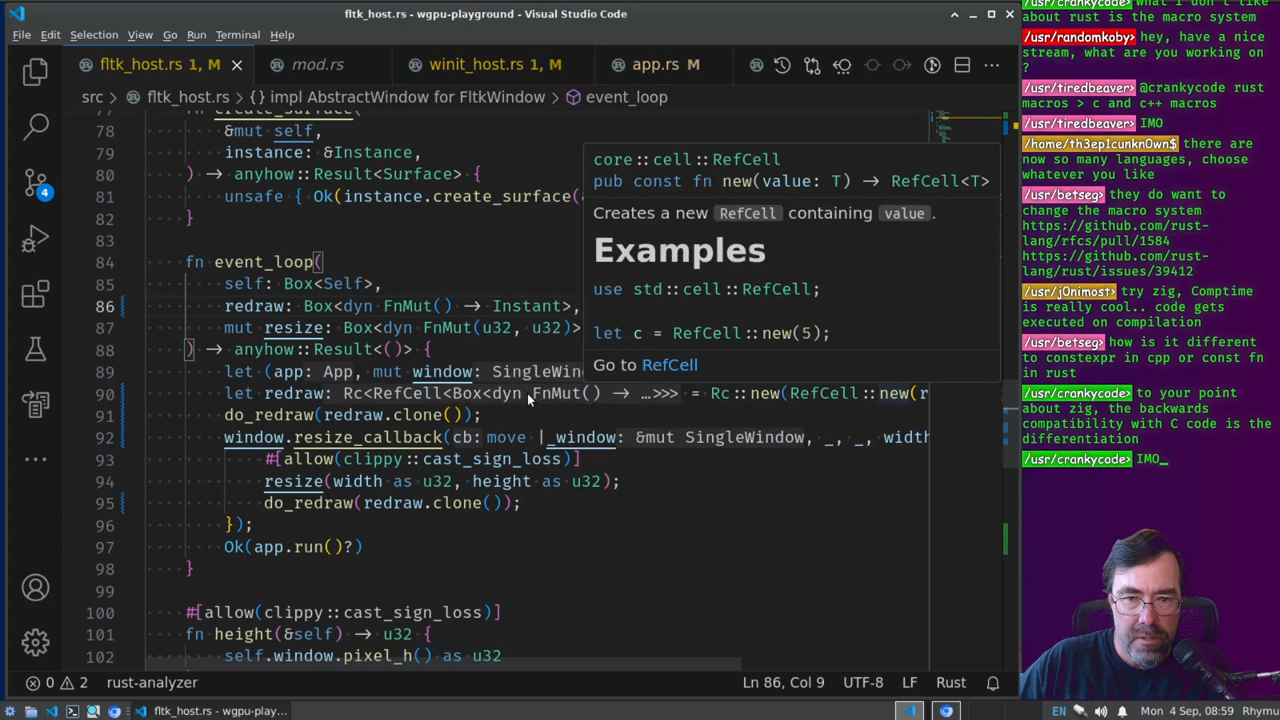 fltk_host.rs - wgpu-playground - Visual Studio Code
File Edit Selection View Go Run Terminal Help
fltk_host.rs 1, M
mod.rs
winit_host.rs 1, M
app.rs M
src > fltk_host.rs > {} impl AbstractWindow for FltkWindow > event_loop
77 fn create_surface(
78 &mut self,
79 instance: &Instance,
80 ) → anyhow::Result<Surface> {
81 unsafe { Ok(instance.create_surface(
82 }
83
84 fn event_loop(
85 self: Box<Self>,
86 redraw: Box<dyn FnMut() → Instant>,
87 mut resize: Box<dyn FnMut(u32, u32)>
88 ) → anyhow::Result<()> {
89 let (app: App, mut window: SingleWin
90 let redraw: Rc<RefCell<Box<dyn FnMut() → …>>> = Rc::new(RefCell::new(r
91 do_redraw(redraw.clone());
92 window.resize_callback(cb: move |_window: &mut SingleWindow, _, _, width
93 #[allow(clippy::cast_sign_loss)]
94 resize(width as u32, height as u32);
95 do_redraw(redraw.clone());
96 });
97 Ok(app.run()?)
98 }
99
100 #[allow(clippy::cast_sign_loss)]
101 fn height(&self) → u32 {
102 self.window.pixel_h() as u32
core::cell::RefCell
pub const fn new(value: T) → RefCell<T>
Creates a new RefCell containing value.
Examples
use std::cell::RefCell;
let c = RefCell::new(5);
Go to RefCell
4
0 2 rust-analyzer
Ln 86, Col 9 UTF-8 LF Rust
fltk_host.rs - wgpu-play...
EN
Mon 4 Sep, 08:59 Rhymu
/usr/crankycode> What I don't like
about rust is the macro system
/usr/randomkoby> hey, have a nice
stream, what are you working on
?
/usr/tiredbeaver> @crankycode rust
macros > c and c++ macros
/usr/tiredbeaver> IMO
/home/th3ep1cunkn0wn$ there are
now so many languages, choose
whatever you like
/usr/betseg> they do want to
change the macro system
https://github.com/rust-
lang/rfcs/pull/1584
https://github.com/rust-
lang/rust/issues/39412
/usr/j0nimost> try zig, Comptime
is really cool.. code gets
executed on compilation
/usr/betseg> how is it different
to constexpr in cpp or const fn
in rust
/usr/crankycode> to your point
about zig, the backwards
compatibility with C code is the
differentiation
/usr/crankycode> IMO_